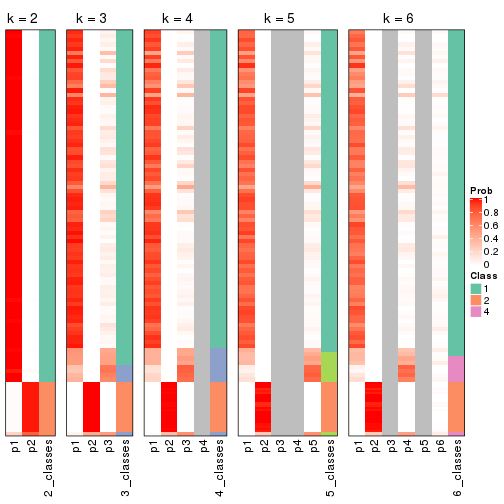 k = 2
k = 3
k = 4
k = 5
k = 6
p1
p2
2_classes
p1
p2
p3
3_classes
p1
p2
p3
p4
4_classes
p1
p2
p3
p4
p5
5_classes
p1
p2
p3
p4
p5
p6
6_classes
Prob
1
0.8
0.6
0.4
0.2
0
Class
1
2
4